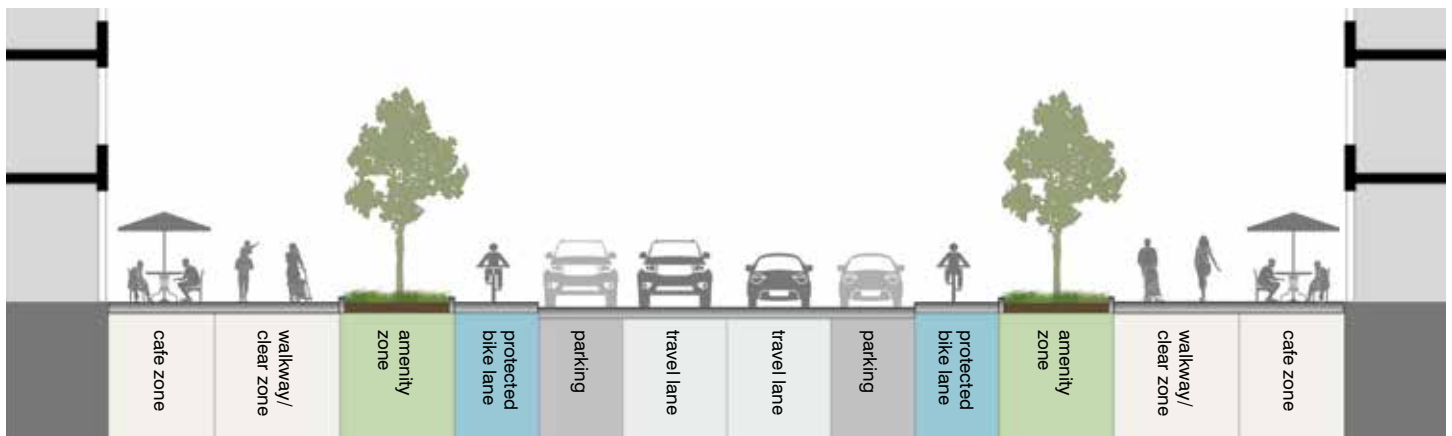 cafe zone
walkway/
clear zone
amenity
zone
protected
bike lane
parking
travel lane
travel lane
parking
protected
bike lane
amenity
zone
walkway/
clear zone
cafe zone